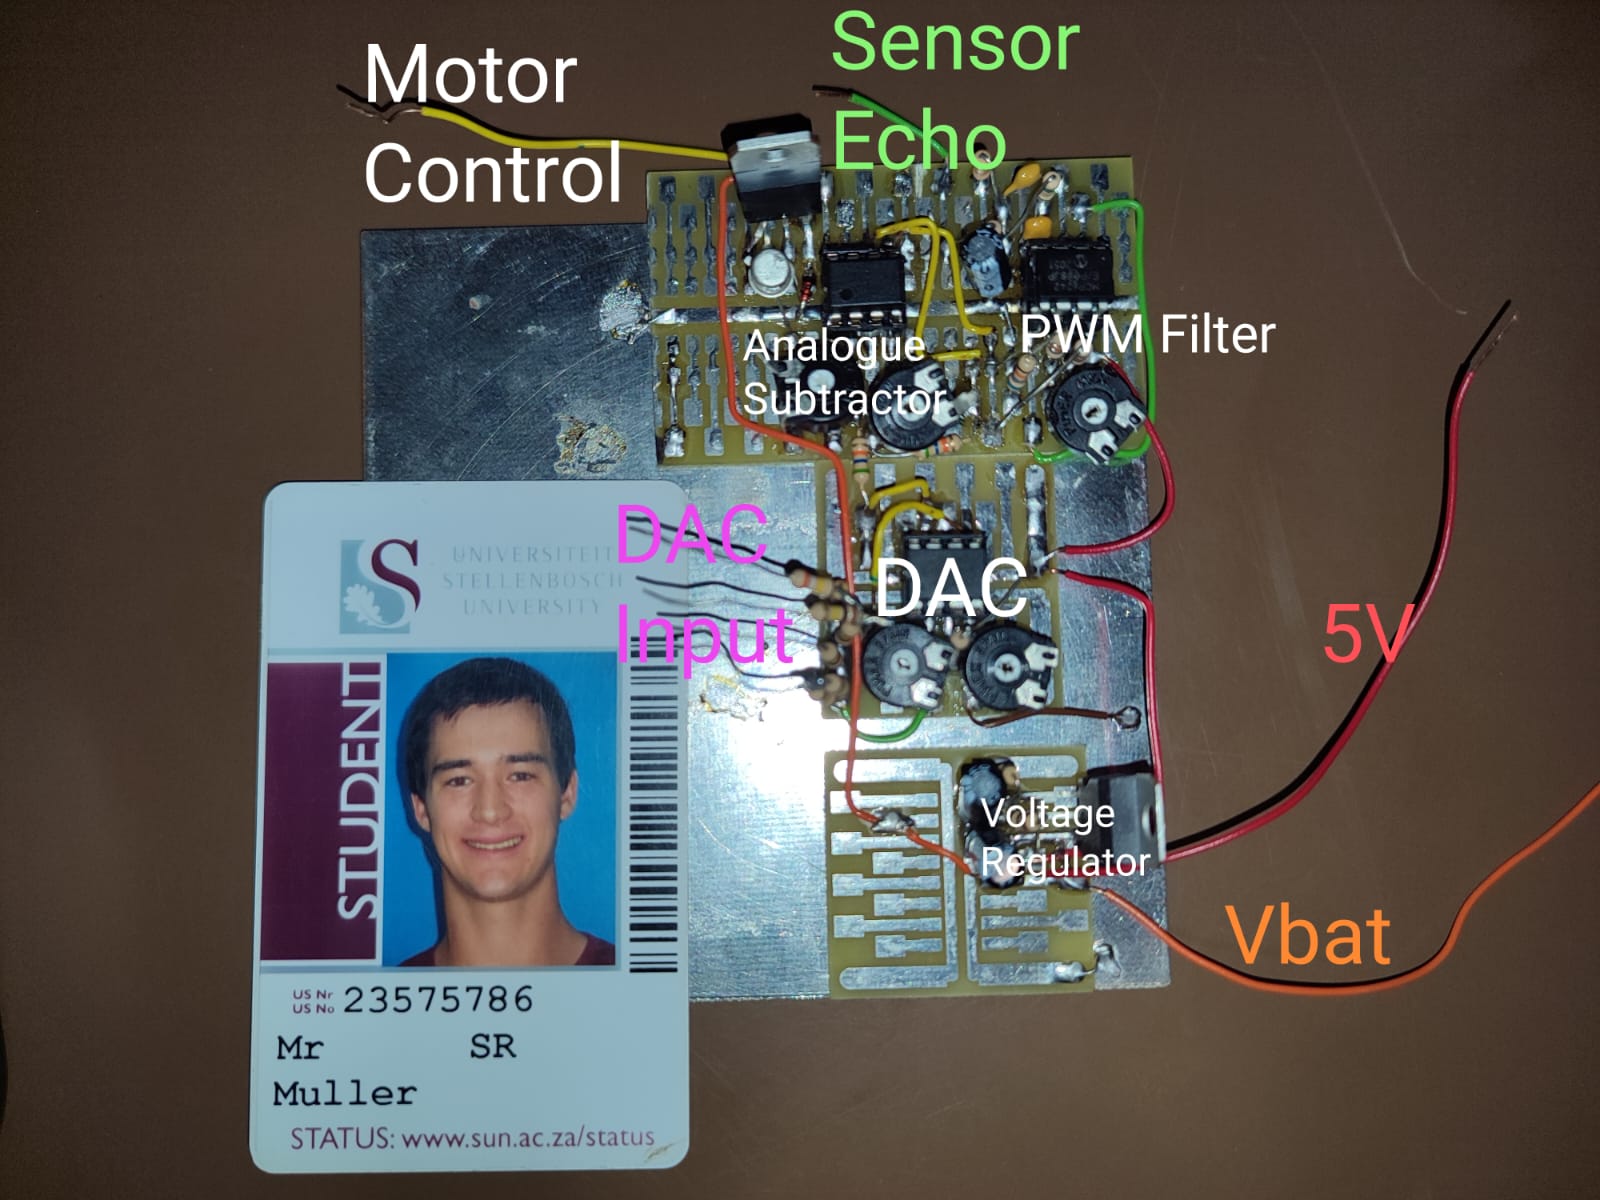 Motor
Control
Sensor
Echo
Analogue
Subtractor
PWM Filter
DAC
Input
DAC
5V
Voltage
Regulator
Vbat
UNIVERSITEIT
STELLENBOSCH
UNIVERSITY
STUDENT
US Nr
US No
23575786
Mr SR
Muller
STATUS: www.sun.ac.za/status